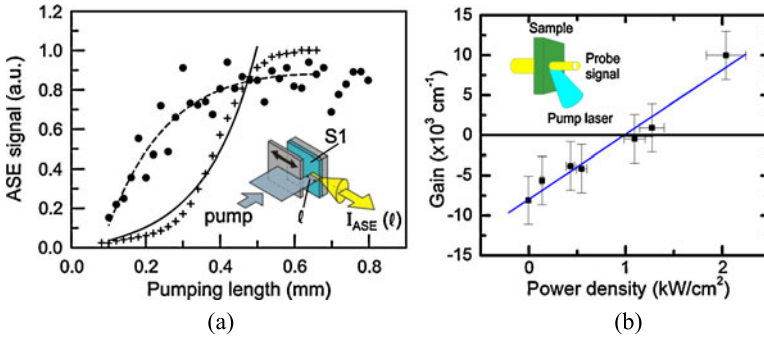 (a)
ASE signal (a.u.)
1.2
1.0
0.8
0.6
0.4
0.2
0.0
0.0 0.2 0.4 0.6 0.8 1.0
Pumping length (mm)
S1
pump
ℓ
I_ASE (ℓ)
(a)
(b)
Gain (x10³ cm⁻¹)
15
10
5
0
-5
-10
-15
0 1 2
Power density (kW/cm²)
Sample
Probe
signal
Pump laser
(b)